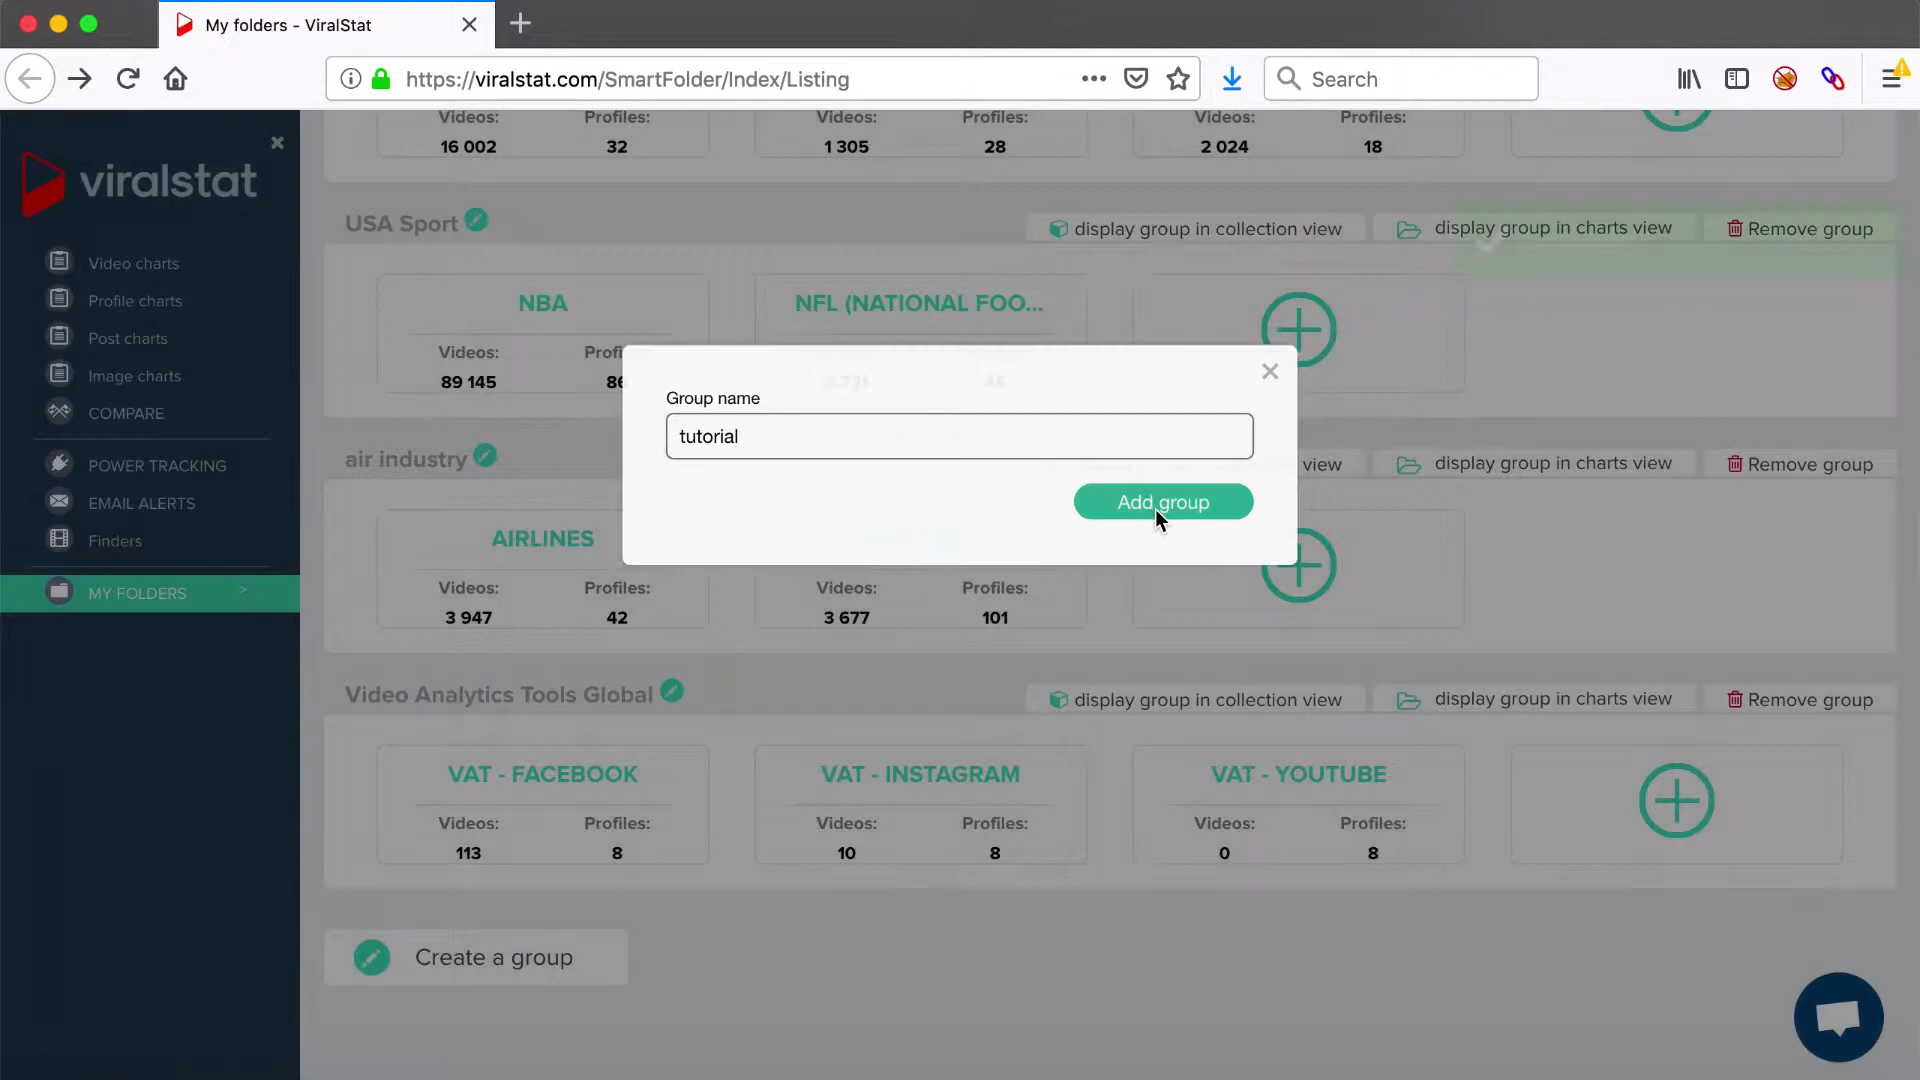 My folders - ViralStat
https://viralstat.com/SmartFolder/Index/Listing
Search
viralstat
Video charts
Profile charts
Post charts
Image charts
COMPARE
POWER TRACKING
EMAIL ALERTS
Finders
MY FOLDERS >
Videos: Profiles: Videos: Profiles: Videos: Profiles:
16 002 32 1 305 28 2 024 18
USA Sport display group in collection view display group in charts view Remove group
NBA NFL (NATIONAL FOO...
Videos: Profi
89 145 86
Group name
tutorial
Add group
air industry view display group in charts view Remove group
AIRLINES
Videos: Profiles: Videos: Profiles:
3 947 42 3 677 101
Video Analytics Tools Global display group in collection view display group in charts view Remove group
VAT - FACEBOOK VAT - INSTAGRAM VAT - YOUTUBE
Videos: Profiles: Videos: Profiles: Videos: Profiles:
113 8 10 8 0 8
Create a group